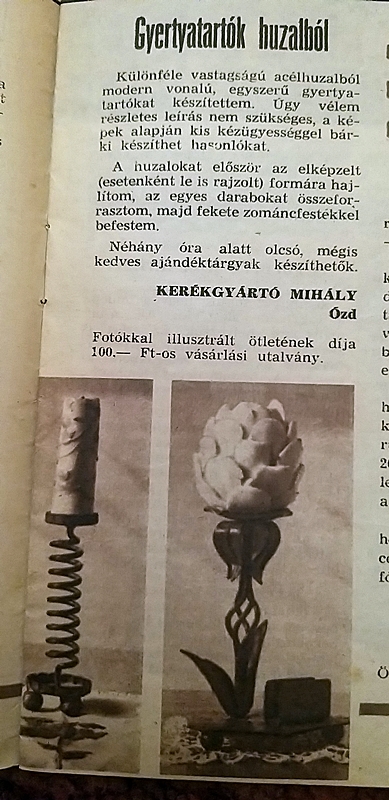 Gyertyatartók huzalból
Különféle vastagságú acélhuzalból
modern vonalú, egyszerű gyertya-
tartókat készítettem. Úgy vélem
részletes leírás nem szükséges, a ké-
pek alapján kis kézügyességgel bár-
ki készíthet hasonlókat.
A huzalokat először az elképzelt
(esetenként le is rajzolt) formára haj-
lítom, az egyes darabokat összefor-
rasztom, majd fekete zománcfestékkel
befestem.
Néhány óra alatt olcsó, mégis
kedves ajándéktárgyak készíthetők.
KERÉKGYÁRTÓ MIHÁLY
Ózd
Fotókkal illusztrált ötletének díja
100.— Ft-os vásárlási utalvány.